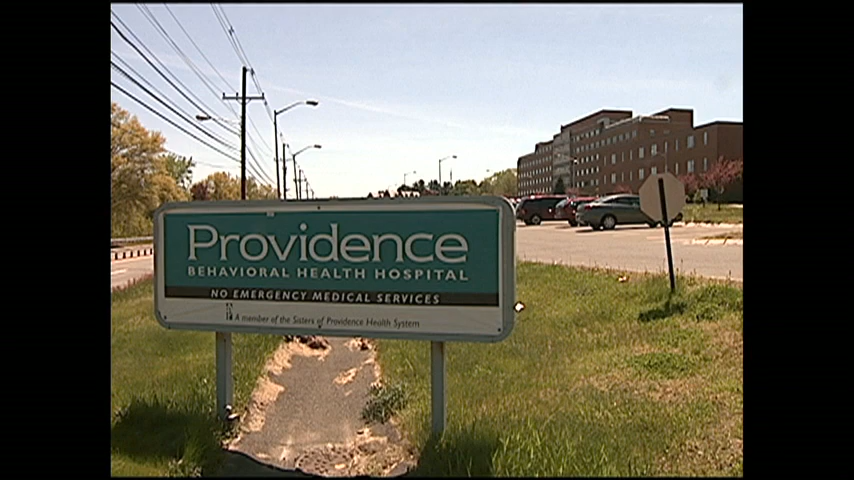 Providence
BEHAVIORAL HEALTH HOSPITAL
NO EMERGENCY MEDICAL SERVICES
A member of the Sisters of Providence Health System